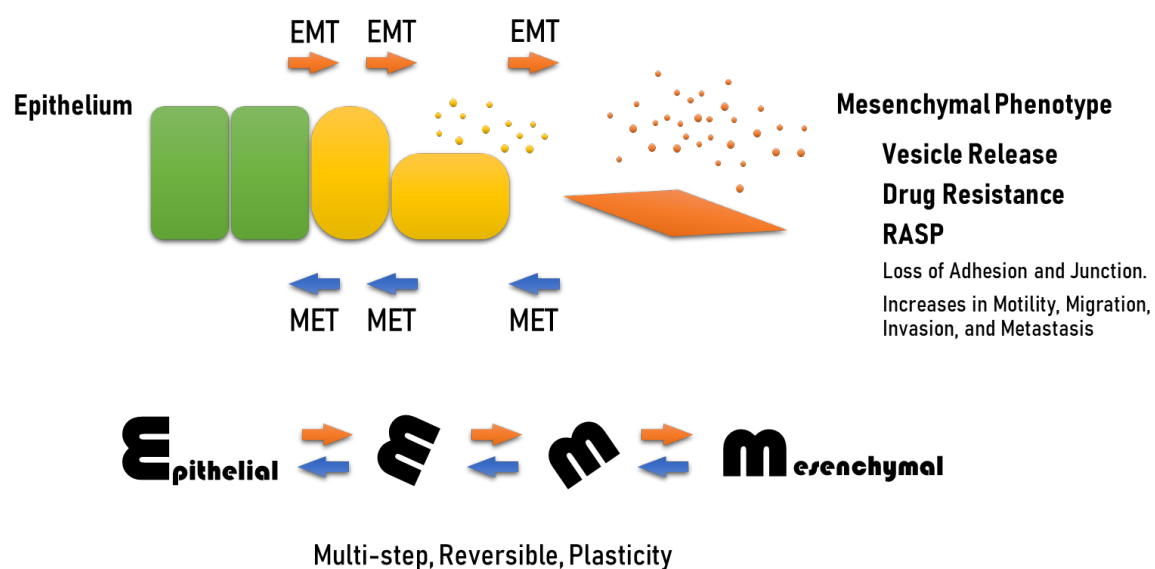 EMT EMT EMT
Epithelium
Mesenchymal Phenotype
Vesicle Release
Drug Resistance
RASP
Loss of Adhesion and Junction.
Increases in Motility, Migration,
Invasion, and Metastasis
MET MET MET
Epithelial E m mesenchymal
Multi-step, Reversible, Plasticity